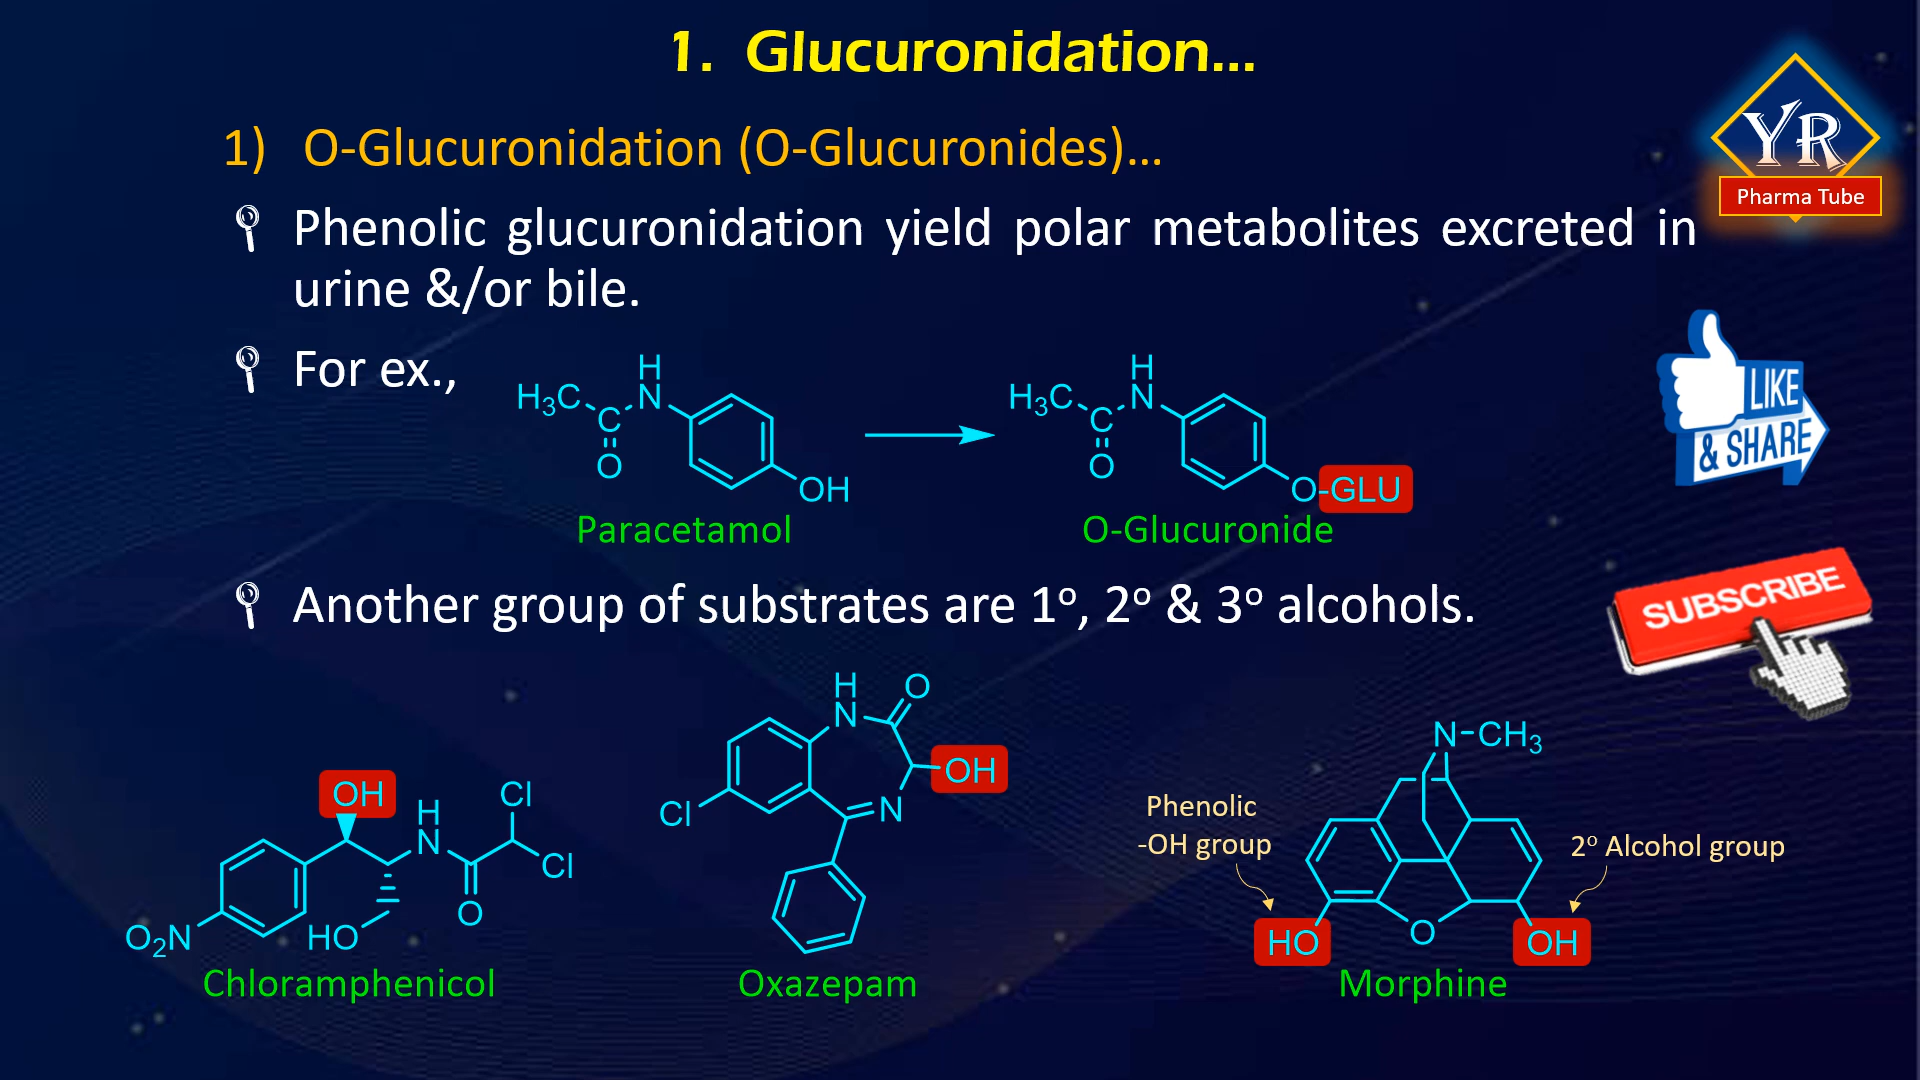 1. Glucuronidation...
YR
Pharma Tube
1) O-Glucuronidation (O-Glucuronides)...
Phenolic glucuronidation yield polar metabolites excreted in
urine &/or bile.
For ex.,
H₃C
C
O
H
N
OH
Paracetamol
H₃C
C
O
H
N
O-GLU
O-Glucuronide
LIKE
& SHARE
Another group of substrates are 1º, 2º & 3º alcohols.
SUBSCRIBE
OH
H
N
Cl
Cl
O
HO
O₂N
Chloramphenicol
H
N
O
OH
N
Cl
Oxazepam
N-CH₃
Phenolic
-OH group
2º Alcohol group
HO
O
OH
Morphine